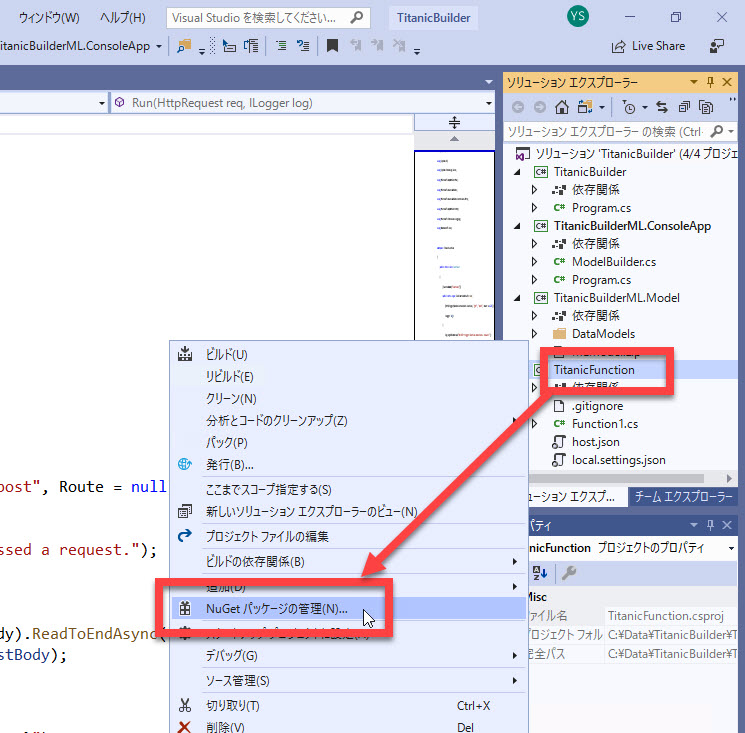 ウィンドウ(W) ヘルプ(H) Visual Studio を検索してください... TitanicBuilder YS
itanicBuilderML.ConsoleApp Live Share
Run(HttpRequest req, ILogger log)
ソリューション エクスプローラー
ソリューション エクスプローラー の検索 (Ctrl
ソリューション 'TitanicBuilder' (4/4 プロジェ
C# TitanicBuilder
依存関係
C# Program.cs
C# TitanicBuilderML.ConsoleApp
依存関係
C# ModelBuilder.cs
C# Program.cs
C# TitanicBuilderML.Model
依存関係
DataModels
TitanicFunction
依存関係
.gitignore
C# Function1.cs
host.json
local.settings.json
ーション エクスプ... チーム エクスプローラー
パティ
nicFunction プロジェクトのプロパティ
Misc
ァイル名 TitanicFunction.csproj
プロジェクト フォル C:¥Data¥TitanicBuilder¥T
完全パス C:¥Data¥TitanicBuilder¥T
ビルド(U)
リビルド(E)
クリーン(N)
分析とコードのクリーンアップ(Z)
パック(P)
発行(B)...
ここまでスコープ指定する(S)
新しいソリューション エクスプローラーのビュー(N)
プロジェクト ファイルの編集
ビルドの依存関係(B)
追加(D)
NuGet パッケージの管理(N)...
デバッグ(G)
ソース管理(S)
切り取り(T) Ctrl+X
削除(V) Del
post", Route = null
ssed a request.");
dy).ReadToEndAsync(
stBody);